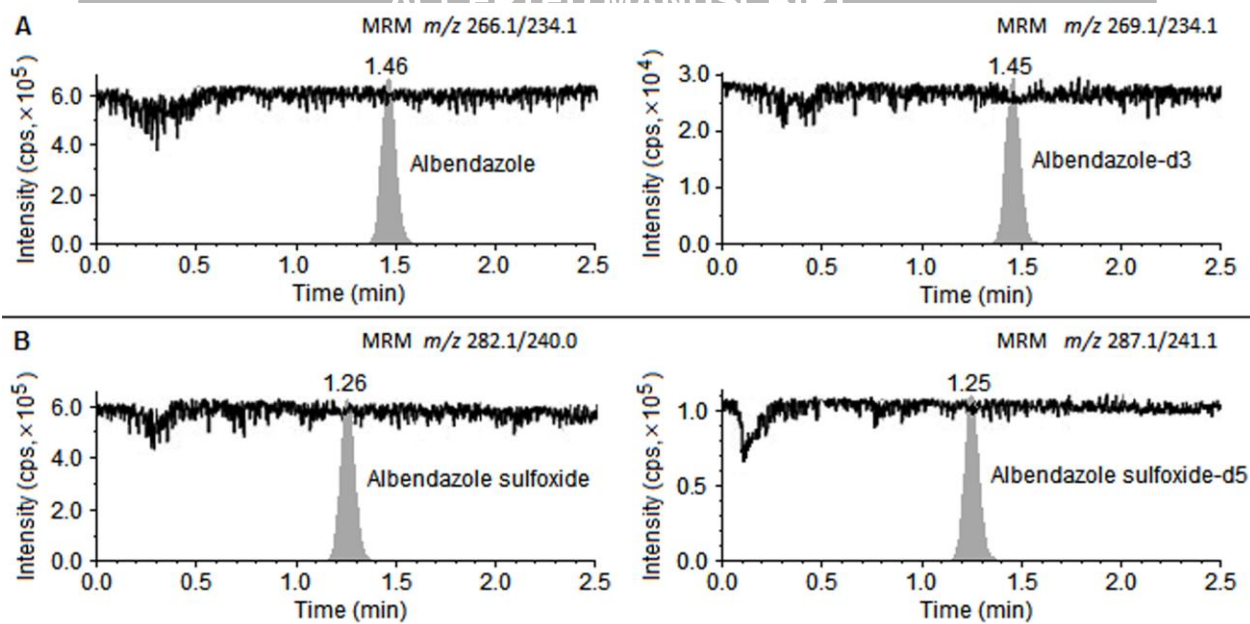 A
MRM m/z 266.1/234.1
1.46
Albendazole
Intensity (cps,×10⁵)
6.0
4.0
2.0
0.0
0.0 0.5 1.0 1.5 2.0 2.5
Time (min)
MRM m/z 269.1/234.1
1.45
Albendazole-d3
Intensity (cps,×10⁴)
3.0
2.0
1.0
0.0
0.0 0.5 1.0 1.5 2.0 2.5
Time (min)
B
MRM m/z 282.1/240.0
1.26
Albendazole sulfoxide
Intensity (cps,×10⁵)
6.0
4.0
2.0
0.0
0.0 0.5 1.0 1.5 2.0 2.5
Time (min)
MRM m/z 287.1/241.1
1.25
Albendazole sulfoxide-d5
Intensity (cps,×10⁵)
1.0
0.5
0.0
0.0 0.5 1.0 1.5 2.0 2.5
Time (min)